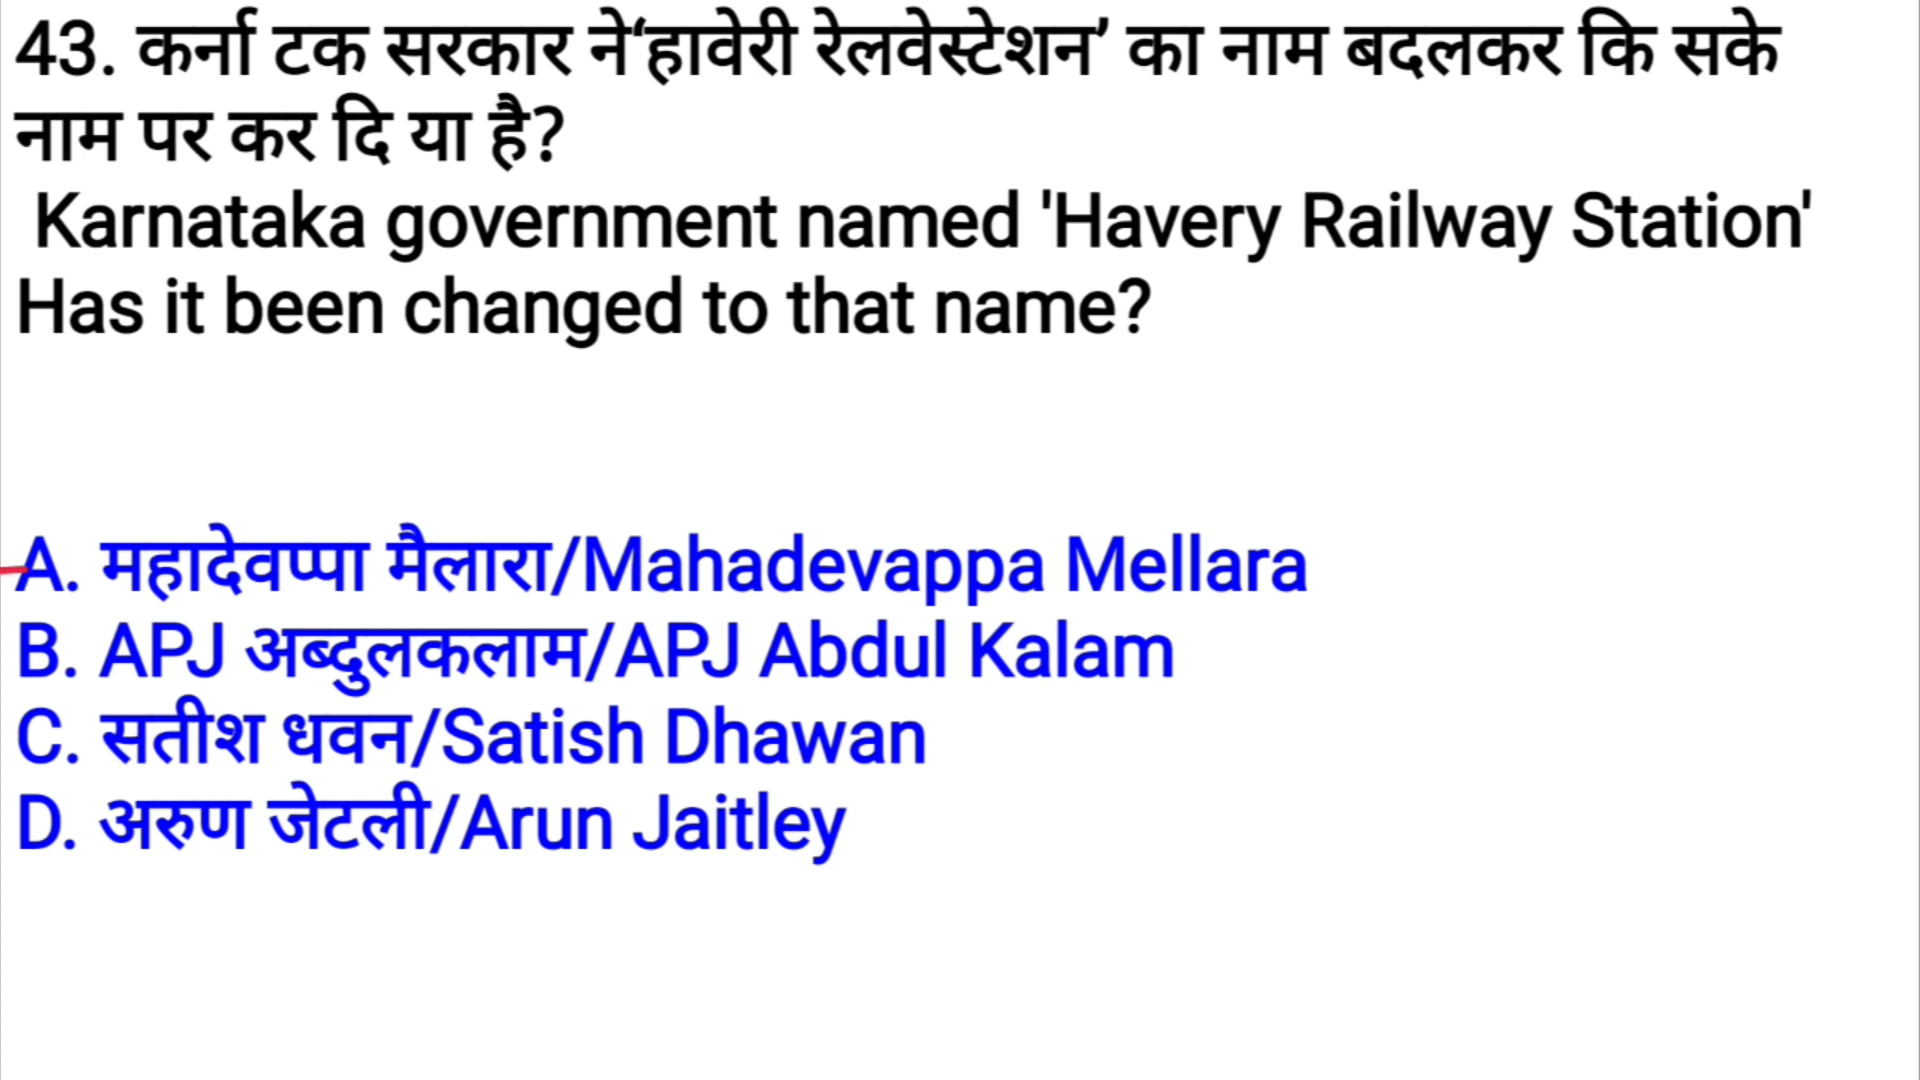 43. कर्ना टक सरकार ने‘हावेरी रेलवेस्टेशन’ का नाम बदलकर कि सके
नाम पर कर दि या है?
Karnataka government named 'Havery Railway Station'
Has it been changed to that name?
A. महादेवप्पा मैलारा/Mahadevappa Mellara
B. APJ अब्दुलकलाम/APJ Abdul Kalam
C. सतीश धवन/Satish Dhawan
D. अरुण जेटली/Arun Jaitley